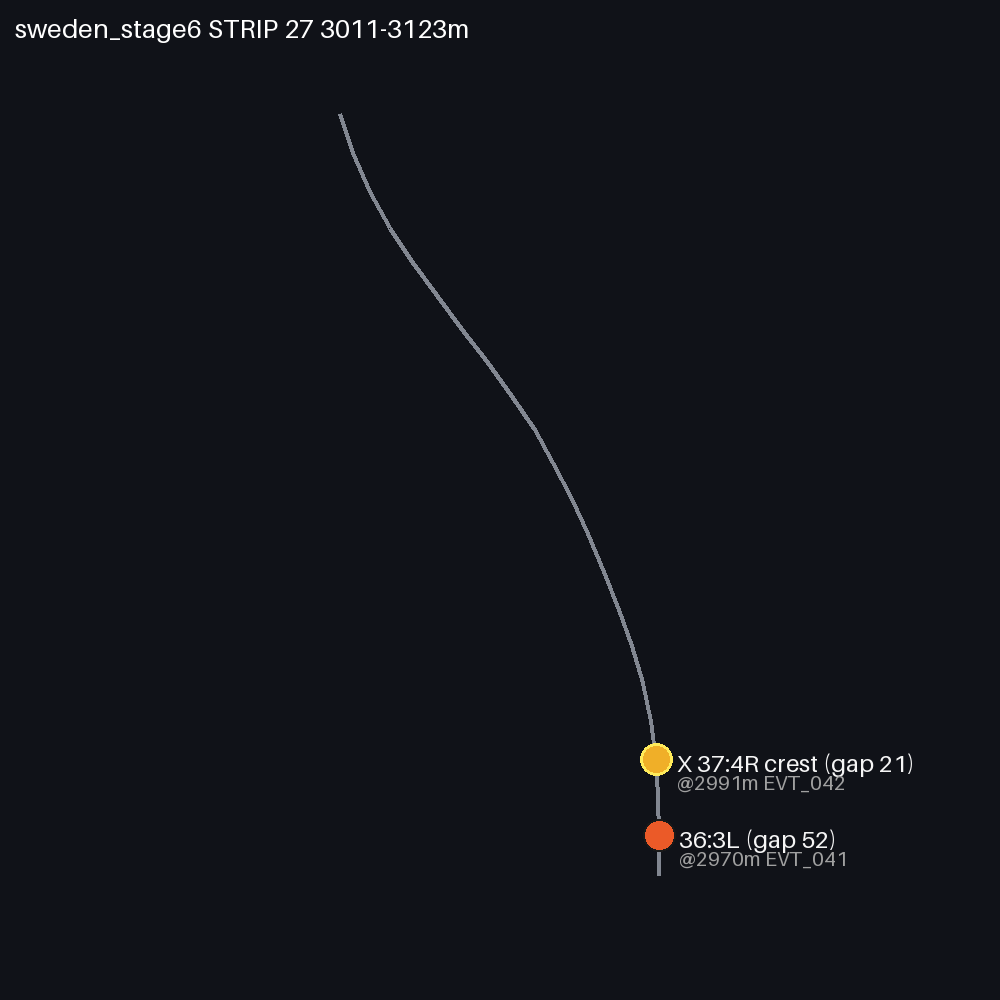 sweden_stage6 STRIP 27 3011-3123m
X 37:4R crest (gap 21)
@2991m EVT_042
36:3L (gap 52)
@2970m EVT_041